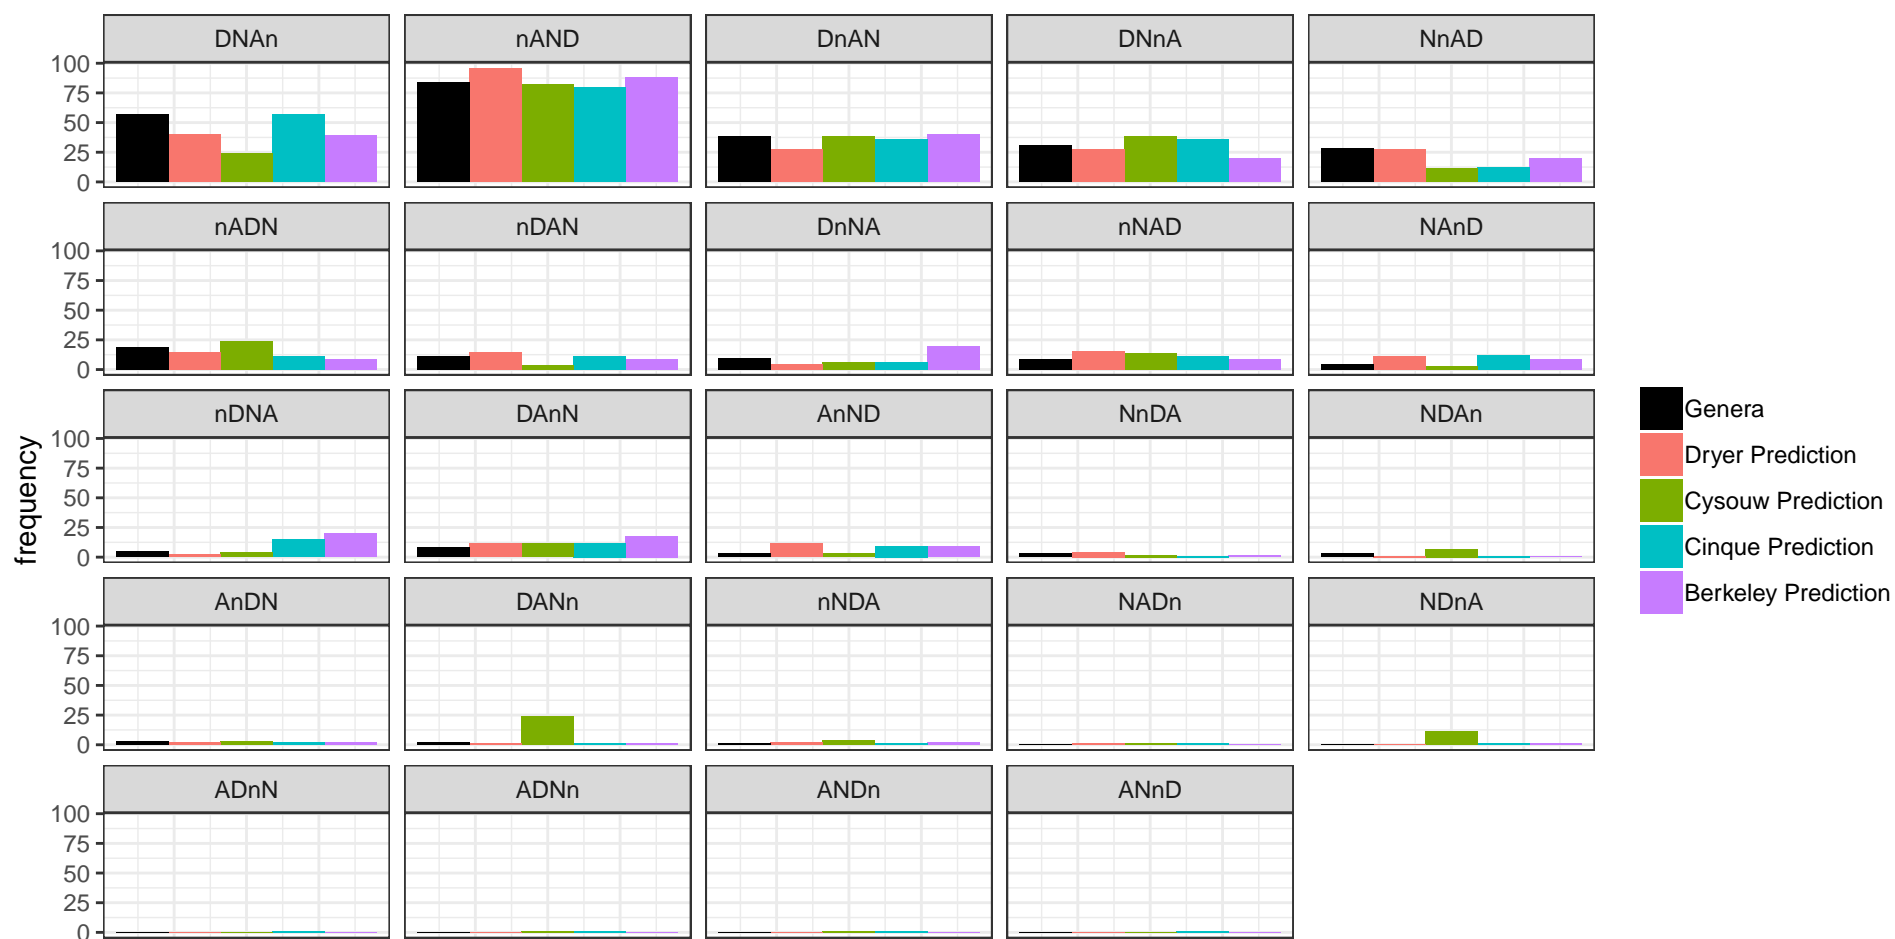 DNAn nAND DnAN DNnA NnAD
100
75
50
25
0
nADN nDAN DnNA nNAD NAnD
100
75
50
25
0
nDNA DAnN AnND NnDA NDAn
100
75
50
25
0
AnDN DANn nNDA NADn NDnA
100
75
50
25
0
ADnN ADNn ANDn ANnD
100
75
50
25
0
frequency
Genera
Dryer Prediction
Cysouw Prediction
Cinque Prediction
Berkeley Prediction